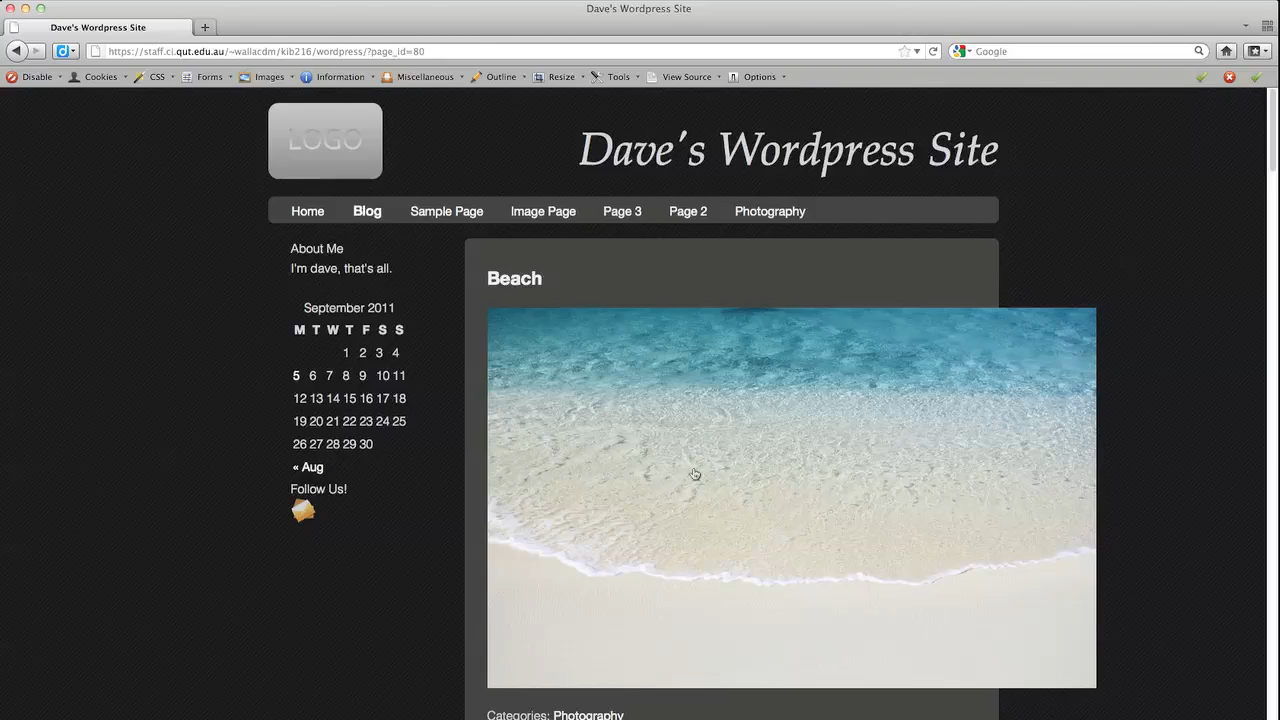 Dave's Wordpress Site
Dave's Wordpress Site
https://staff.ci.qut.edu.au/~wallacdm/kib216/wordpress/?page_id=80
Google
Disable Cookies CSS Forms Images Information Miscellaneous Outline Resize Tools View Source Options
LOGO
Dave's Wordpress Site
Home Blog Sample Page Image Page Page 3 Page 2 Photography
About Me
I'm dave, that's all.
September 2011
M T W T F S S
1 2 3 4
5 6 7 8 9 10 11
12 13 14 15 16 17 18
19 20 21 22 23 24 25
26 27 28 29 30
« Aug
Follow Us!
Beach
Categories: Photography